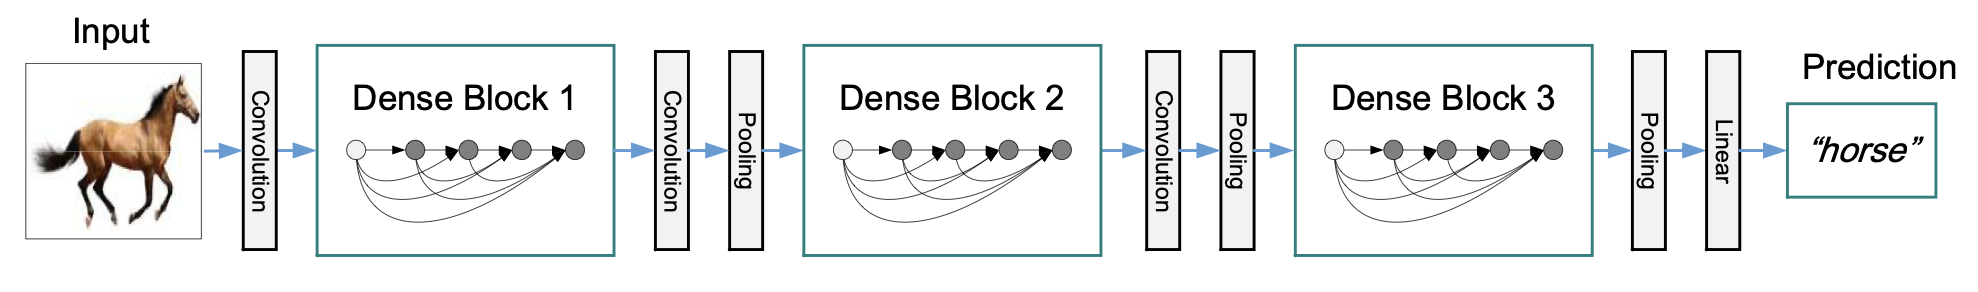 Input
Convolution
Dense Block 1
Convolution
Pooling
Dense Block 2
Convolution
Pooling
Dense Block 3
Pooling
Linear
Prediction
“horse”